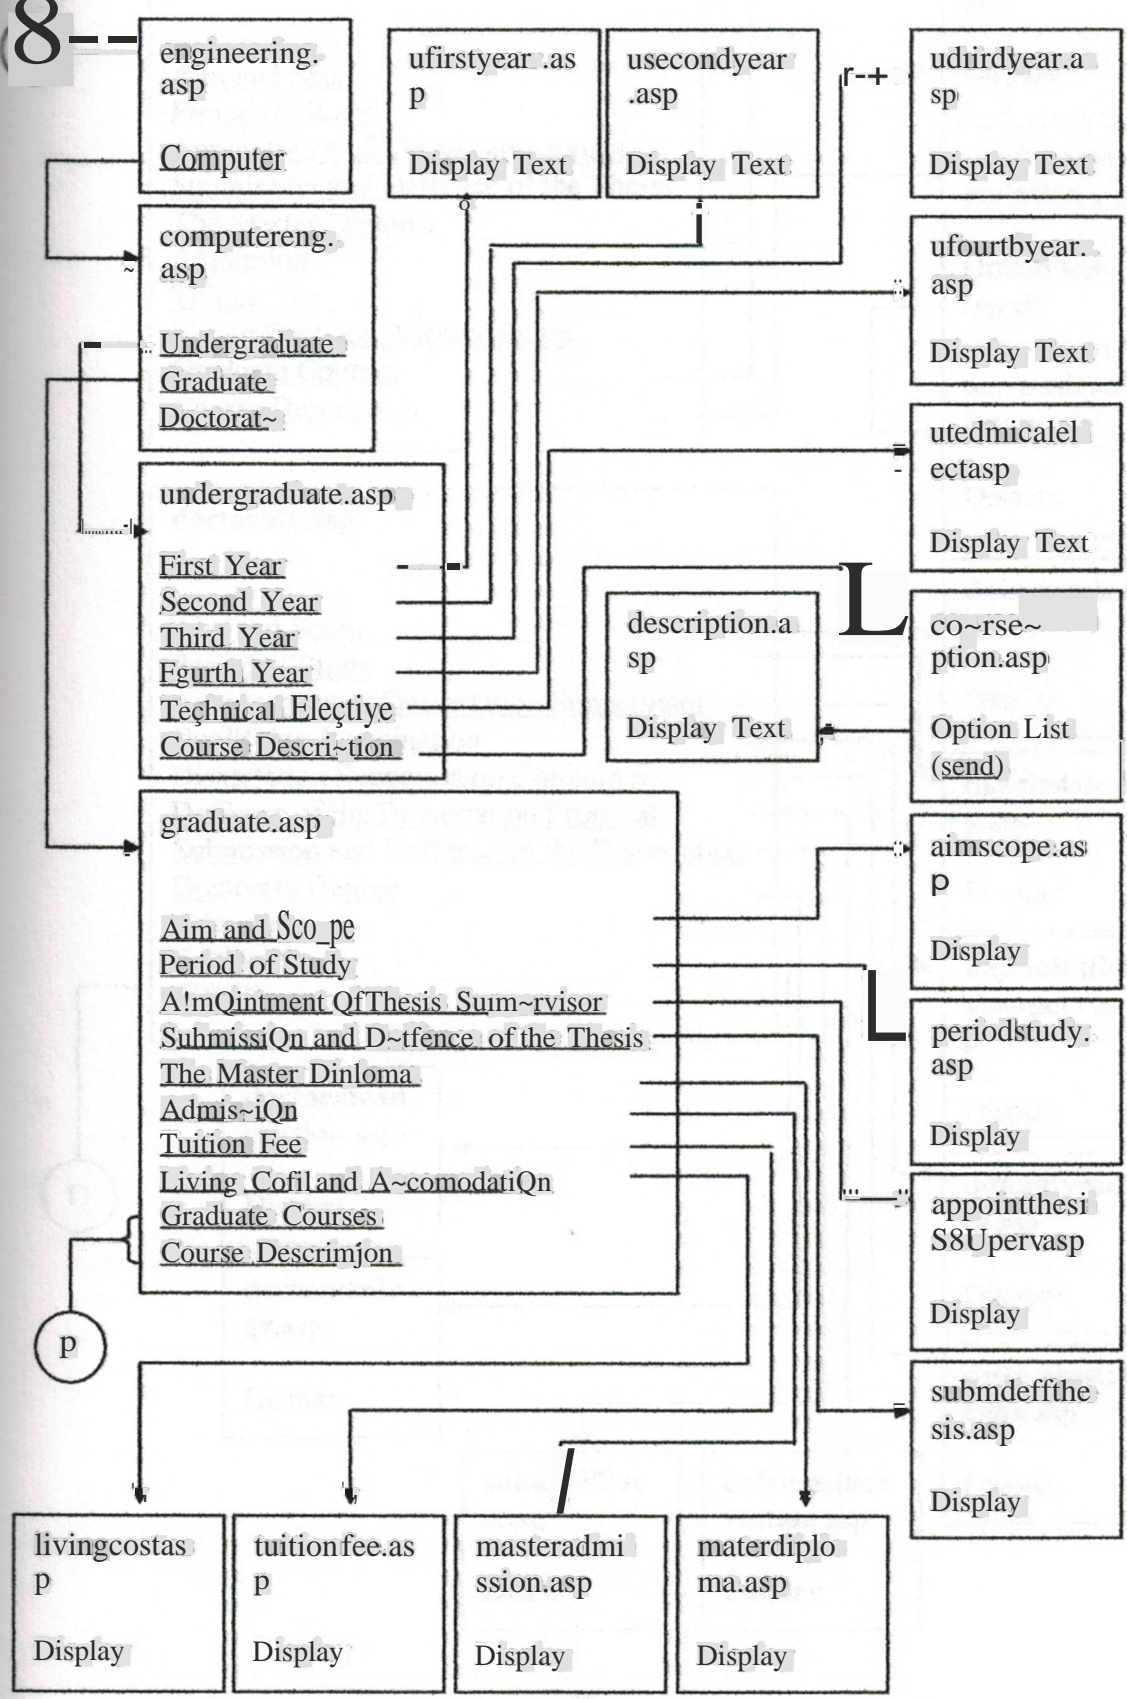 8
engineering.
asp
Computer
computereng.
asp
Undergraduate
Graduate
Doctorat~
undergraduate.asp
First Year
Second Year
Third Year
Fgurth Year
Teçhnical Eleçtiye
Course Descri~tion
ufirstyear .as
p
Display Text
usecondyear
.asp
Display Text
r-+
udiirdyear.a
sp
Display Text
ufourtbyear.
asp
Display Text
utedmicalel
ectasp
Display Text
L
co~rse~
ption.asp
Option List
(send)
description.a
sp
Display Text
graduate.asp
Aim and Sco_pe
Period of Study
A!mQintment QfThesis Sum~rvisor
SuhmissiQn and D~tfence of the Thesis
The Master Dinloma
Admis~iQn
Tuition Fee
Living Cofil and A~comodatiQn
Graduate Courses
Course Descrimjon
p
aimscope.as
p
Display
L
periodstudy.
asp
Display
appointthesi
S8Upervasp
Display
submdeffthe
sis.asp
Display
livingcostas
p
Display
tuitionfee.as
p
Display
masteradmi
ssion.asp
Display
materdiplo
ma.asp
Display